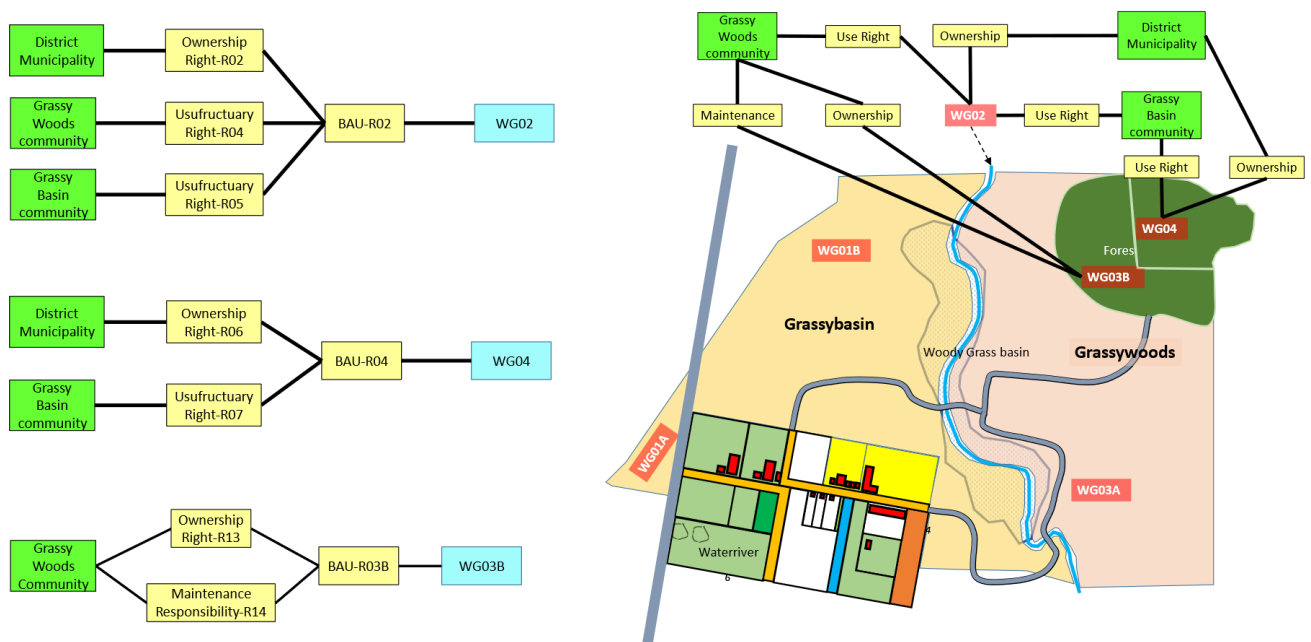 District
Municipality
Ownership
Right-R02
Grassy
Woods
community
Usufructuary
Right-R04
BAU-R02
WG02
Grassy
Basin
community
Usufructuary
Right-R05
District
Municipality
Ownership
Right-R06
BAU-R04
WG04
Grassy
Basin
community
Usufructuary
Right-R07
Ownership
Right-R13
Grassy
Woods
Community
BAU-R03B
WG03B
Maintenance
Responsibility-R14
Grassy
Woods
community
Use Right
Ownership
District
Municipality
Maintenance
Ownership
WG02
Use Right
Grassy
Basin
community
Use Right
Ownership
WG04
WG01B
Fores
WG03B
Grassybasin
Woody Grass basin
Grassywoods
WG01A
WG03A
4
Waterriver
6